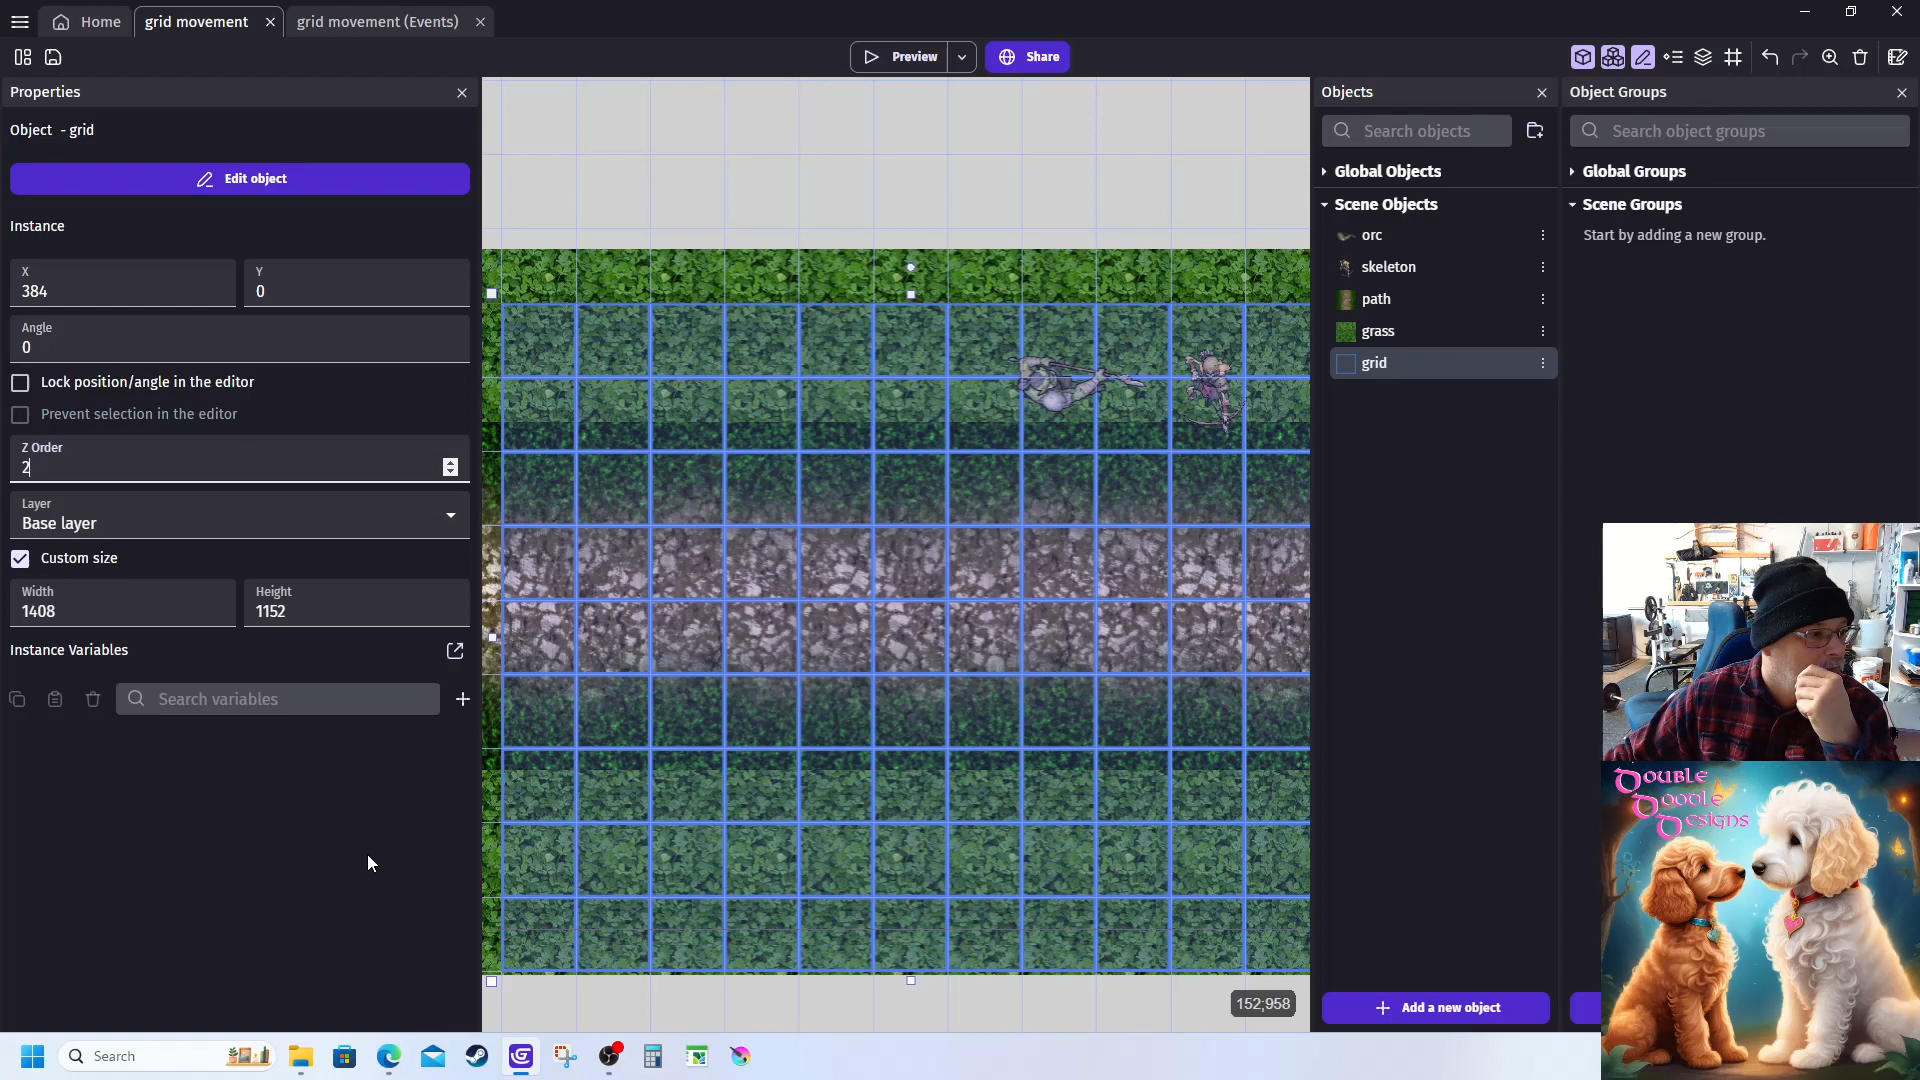 Home
grid movement
grid movement (Events)
Preview
Share
Properties
Object - grid
Edit object
Instance
X
384
Y
0
Angle
0
Lock position/angle in the editor
Prevent selection in the editor
Z Order
2
Layer
Base layer
Custom size
Width
1408
Height
1152
Instance Variables
Search variables
152;958
Objects
Search objects
Global Objects
Scene Objects
orc
skeleton
path
grass
grid
Add a new object
Object Groups
Search object groups
Global Groups
Scene Groups
Start by adding a new group.
Double
Doodle
Designs
Search